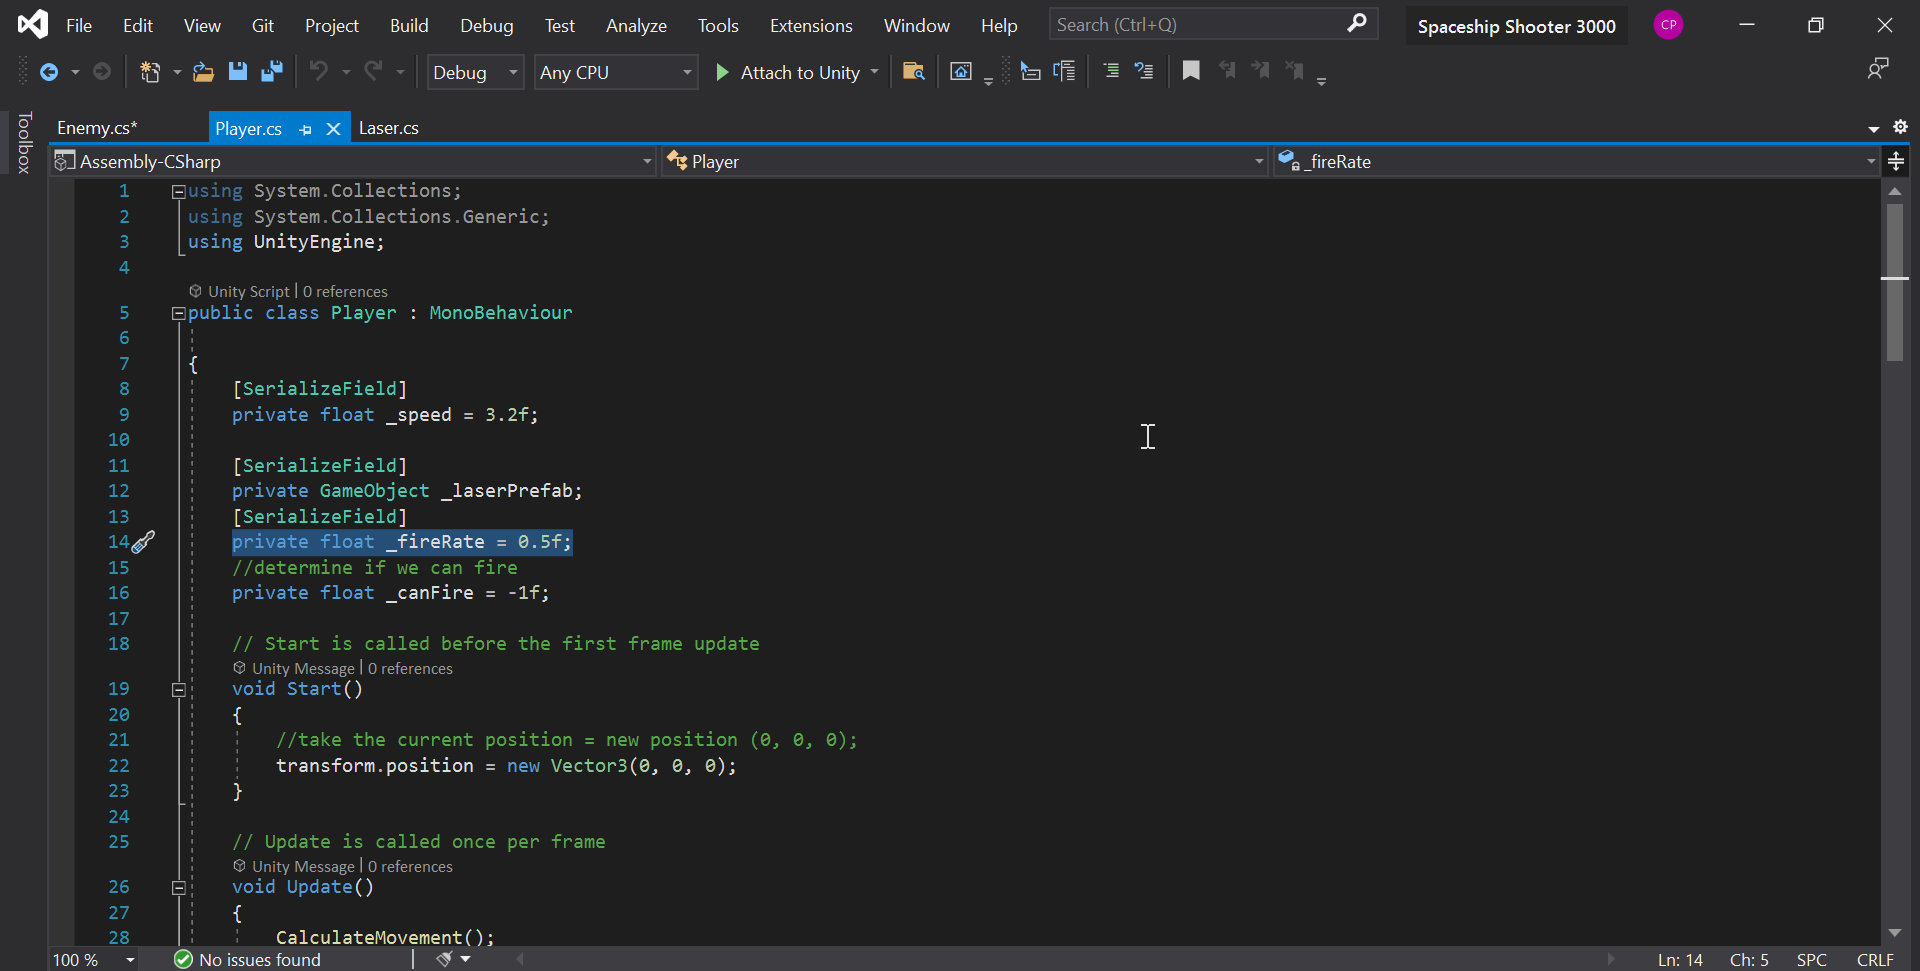 File Edit View Git Project Build Debug Test Analyze Tools Extensions Window Help Search (Ctrl+Q) Spaceship Shooter 3000 CP
Debug Any CPU Attach to Unity
Toolbox
Enemy.cs* Player.cs Laser.cs
Assembly-CSharp Player _fireRate
1 using System.Collections;
2 using System.Collections.Generic;
3 using UnityEngine;
4
Unity Script | 0 references
5 public class Player : MonoBehaviour
6
7 {
8 [SerializeField]
9 private float _speed = 3.2f;
10
11 [SerializeField]
12 private GameObject _laserPrefab;
13 [SerializeField]
14 private float _fireRate = 0.5f;
15 //determine if we can fire
16 private float _canFire = -1f;
17
18 // Start is called before the first frame update
Unity Message | 0 references
19 void Start()
20 {
21 //take the current position = new position (0, 0, 0);
22 transform.position = new Vector3(0, 0, 0);
23 }
24
25 // Update is called once per frame
Unity Message | 0 references
26 void Update()
27 {
28 CalculateMovement();
100 % No issues found Ln: 14 Ch: 5 SPC CRLF